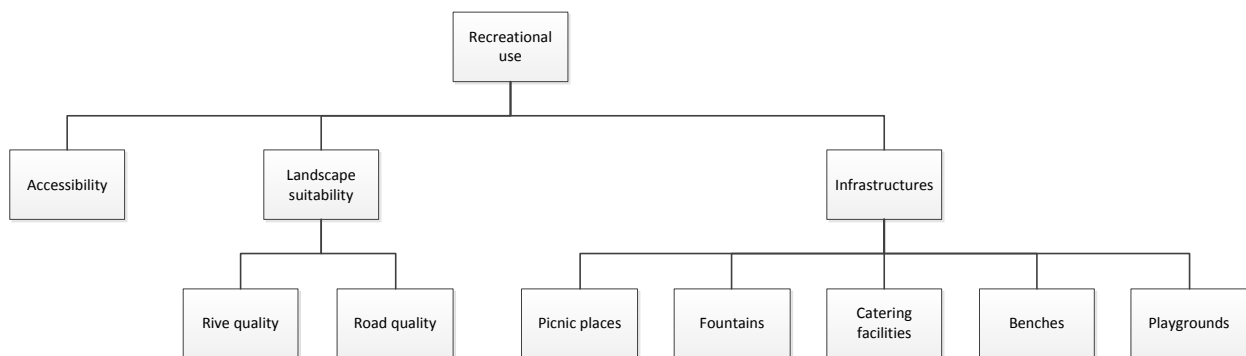 Recreational
use
Accessibility
Landscape
suitability
Infrastructures
Rive quality
Road quality
Picnic places
Fountains
Catering
facilities
Benches
Playgrounds